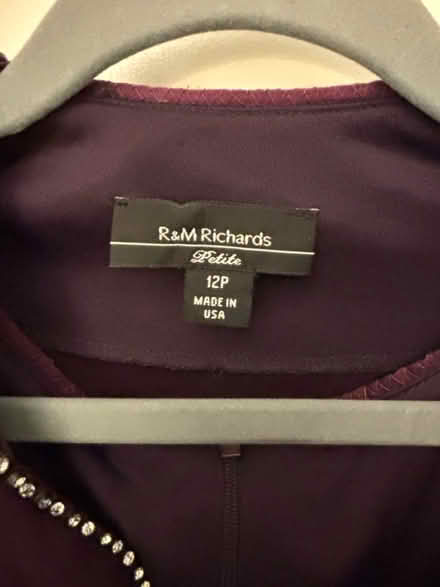 R&M Richards
Petite
12P
MADE IN
USA